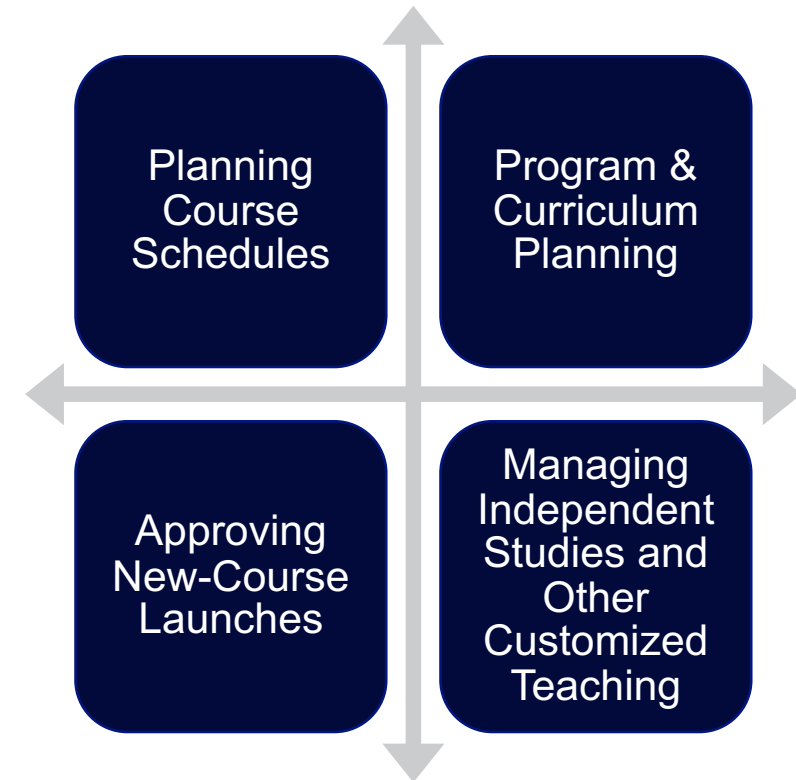 Planning
Course
Schedules
Program &
Curriculum
Planning
Approving
New-Course
Launches
Managing
Independent
Studies and
Other
Customized
Teaching